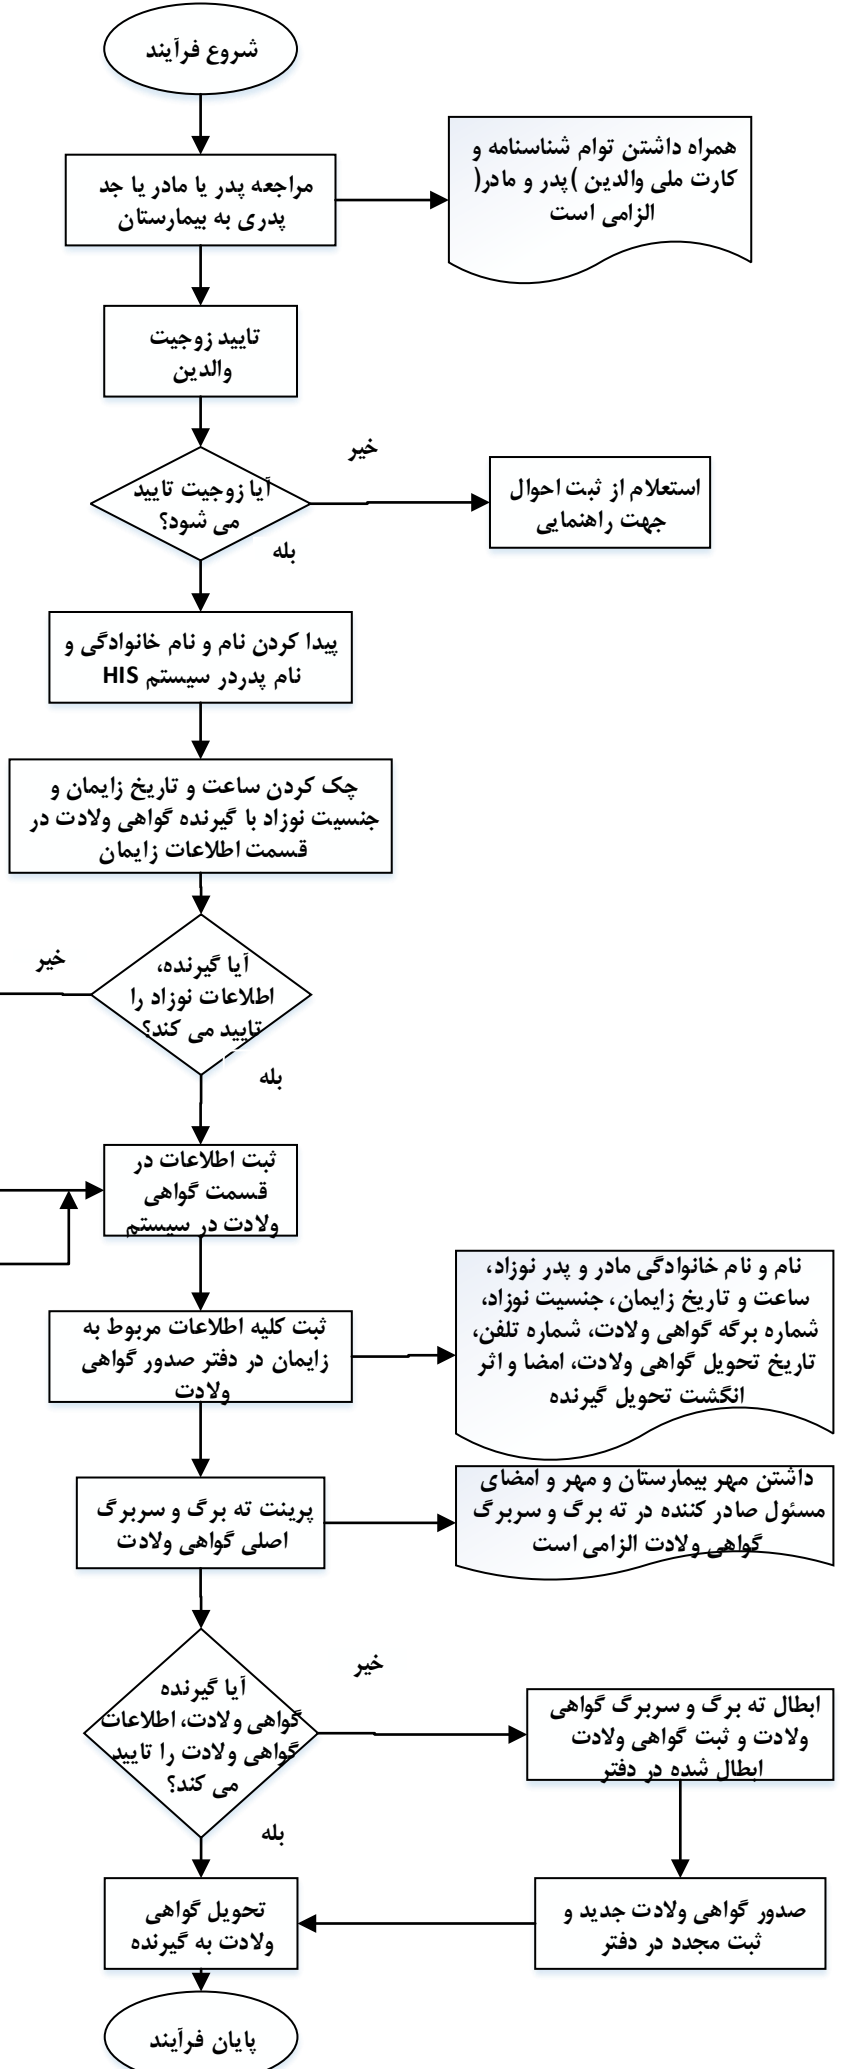 شروع فرآیند
همراه داشتن توام شناسنامه و
کارت ملی والدین )پدر و مادر(
الزامی است
مراجعه پدر یا مادر یا جد
پدری به بیمارستان
تایید زوجیت
والدین
خیر
آیا زوجیت تایید
می شود؟
استعلام از ثبت احوال
جهت راهنمایی
بله
پیدا کردن نام و نام خانوادگی و
نام پدردر سیستم HIS
چک کردن ساعت و تاریخ زایمان و
جنسیت نوزاد با گیرنده گواهی ولادت در
قسمت اطلاعات زایمان
خیر
آیا گیرنده،
اطلاعات نوزاد را
تایید می کند؟
بله
ثبت اطلاعات در
قسمت گواهی
ولادت در سیستم
نام و نام خانوادگی مادر و پدر نوزاد،
ساعت و تاریخ زایمان، جنسیت نوزاد،
شماره برگه گواهی ولادت، شماره تلفن،
تاریخ تحویل گواهی ولادت، امضا و اثر
انگشت تحویل گیرنده
ثبت کلیه اطلاعات مربوط به
زایمان در دفتر صدور گواهی
ولادت
داشتن مهر بیمارستان و مهر و امضای
مسئول صادر کننده در ته برگ و سربرگ
گواهی ولادت الزامی است
پرینت ته برگ و سربرگ
اصلی گواهی ولادت
خیر
آیا گیرنده
گواهی ولادت، اطلاعات
گواهی ولادت را تایید
می کند؟
ابطال ته برگ و سربرگ گواهی
ولادت و ثبت گواهی ولادت
ابطال شده در دفتر
بله
صدور گواهی ولادت جدید و
ثبت مجدد در دفتر
تحویل گواهی
ولادت به گیرنده
پایان فرآیند